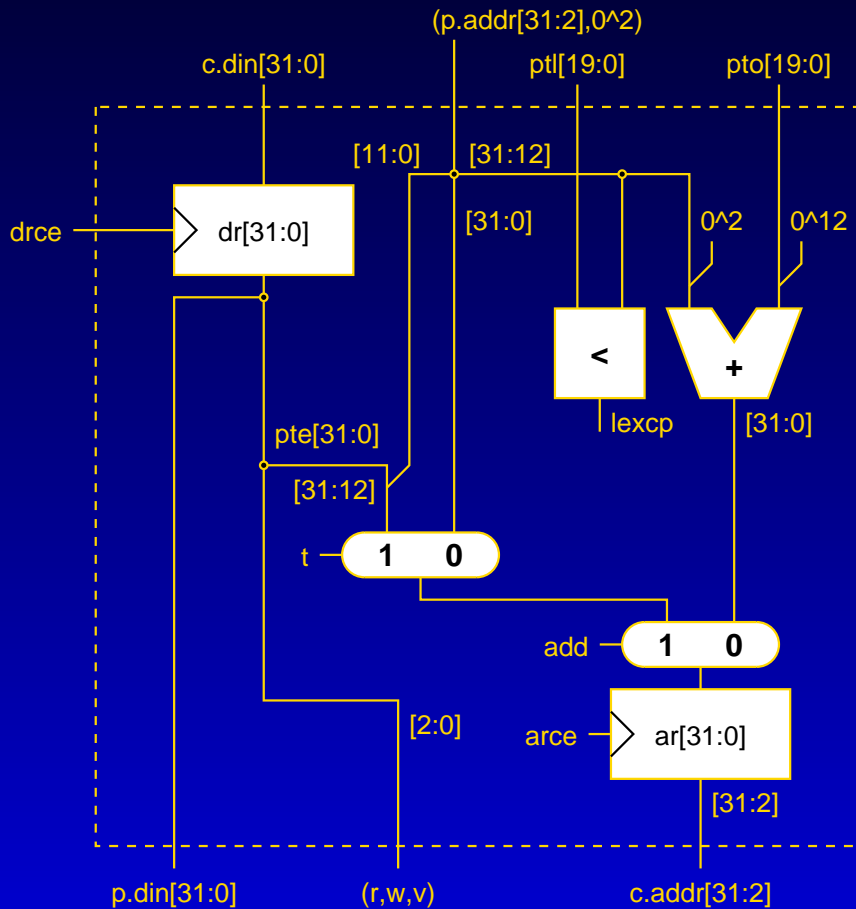 (p.addr[31:2],0^2)
c.din[31:0]
ptl[19:0]
pto[19:0]
[11:0]
[31:12]
[31:0]
0^2
0^12
drce
dr[31:0]
<
+
lexcp
[31:0]
pte[31:0]
[31:12]
t
1
0
add
1
0
[2:0]
arce
ar[31:0]
[31:2]
p.din[31:0]
(r,w,v)
c.addr[31:2]